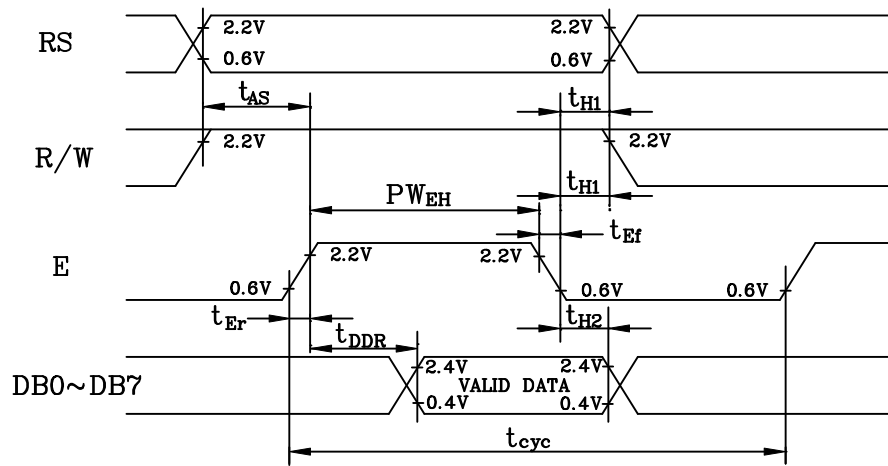 RS
2.2V 2.2V
0.6V 0.6V
tAS tH1
R/W
2.2V 2.2V
PWEH tH1
tEf
E
2.2V 2.2V
0.6V 0.6V 0.6V
tEr tDDR tH2
DB0~DB7
2.4V 2.4V
VALID DATA
0.4V 0.4V
tcyc